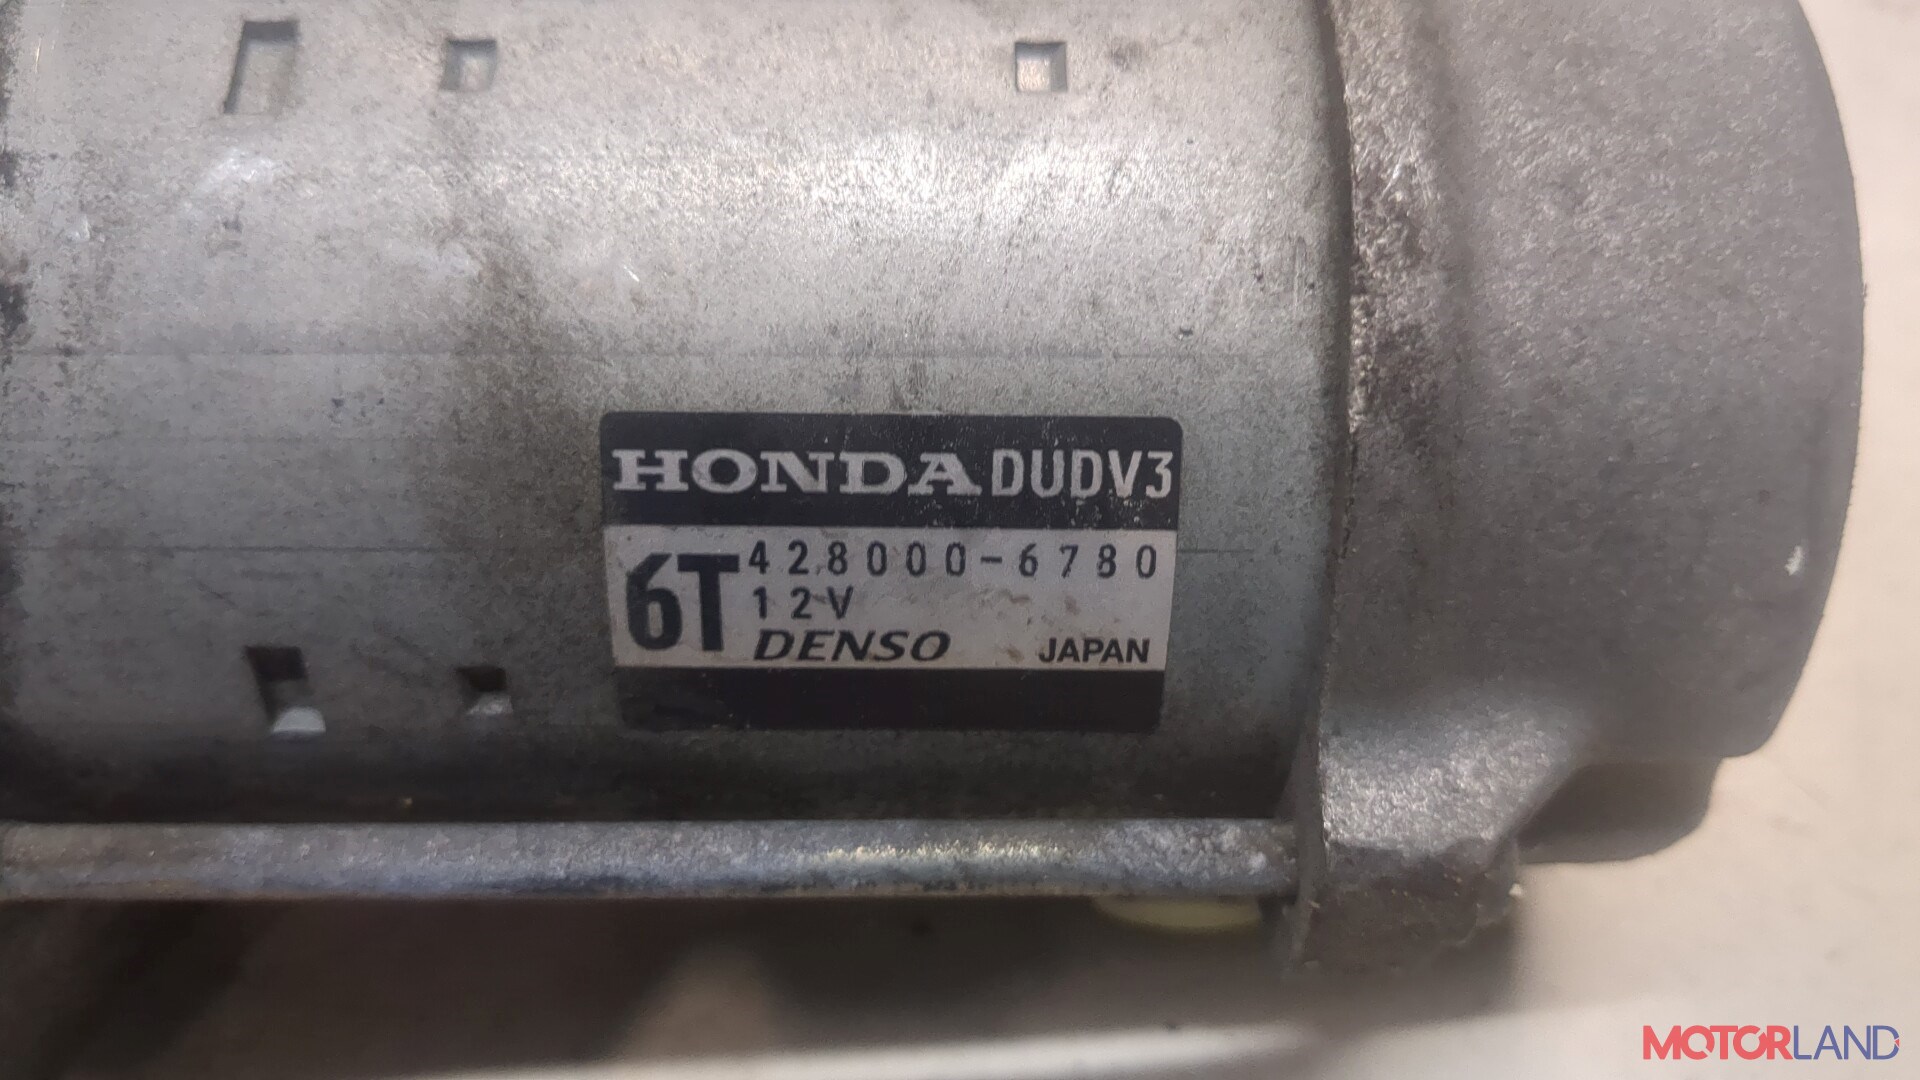 HONDA DUDV3
6T 428000-6780
12V
DENSO JAPAN
MOTORLAND